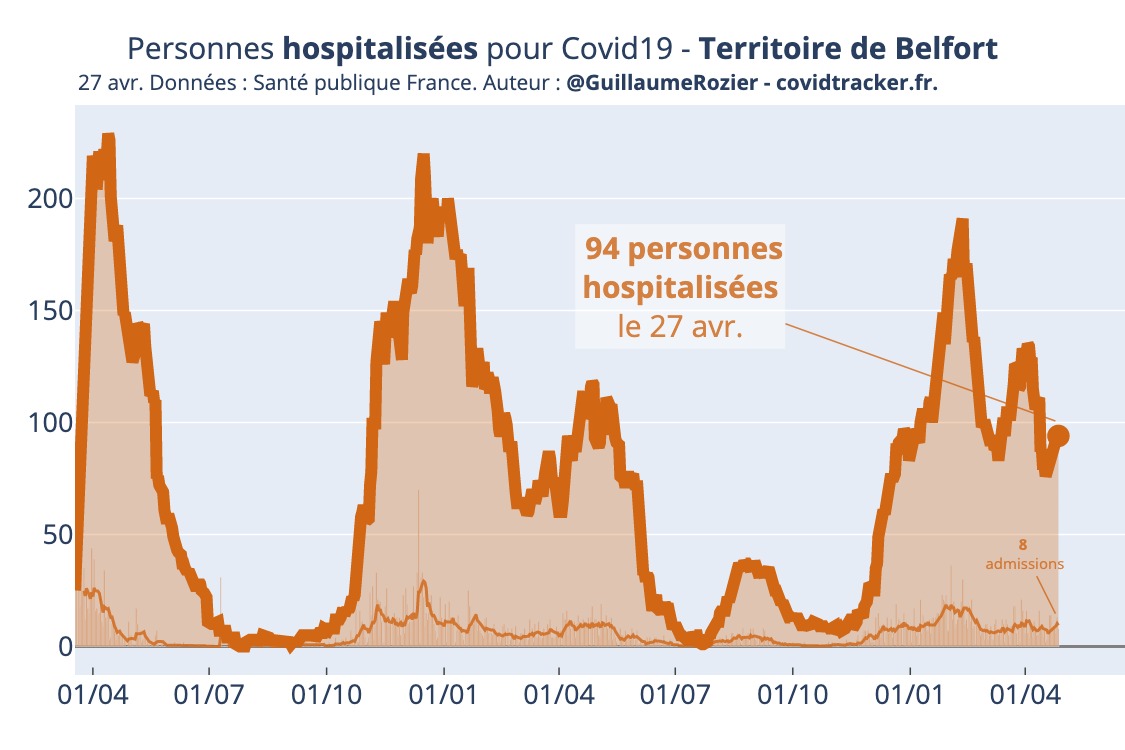 Personnes hospitalisées pour Covid19 - Territoire de Belfort
27 avr. Données : Santé publique France. Auteur : @GuillaumeRozier - covidtracker.fr.
200
150
100
50
0
94 personnes
hospitalisées
le 27 avr.
8
admissions
01/04 01/07 01/10 01/01 01/04 01/07 01/10 01/01 01/04